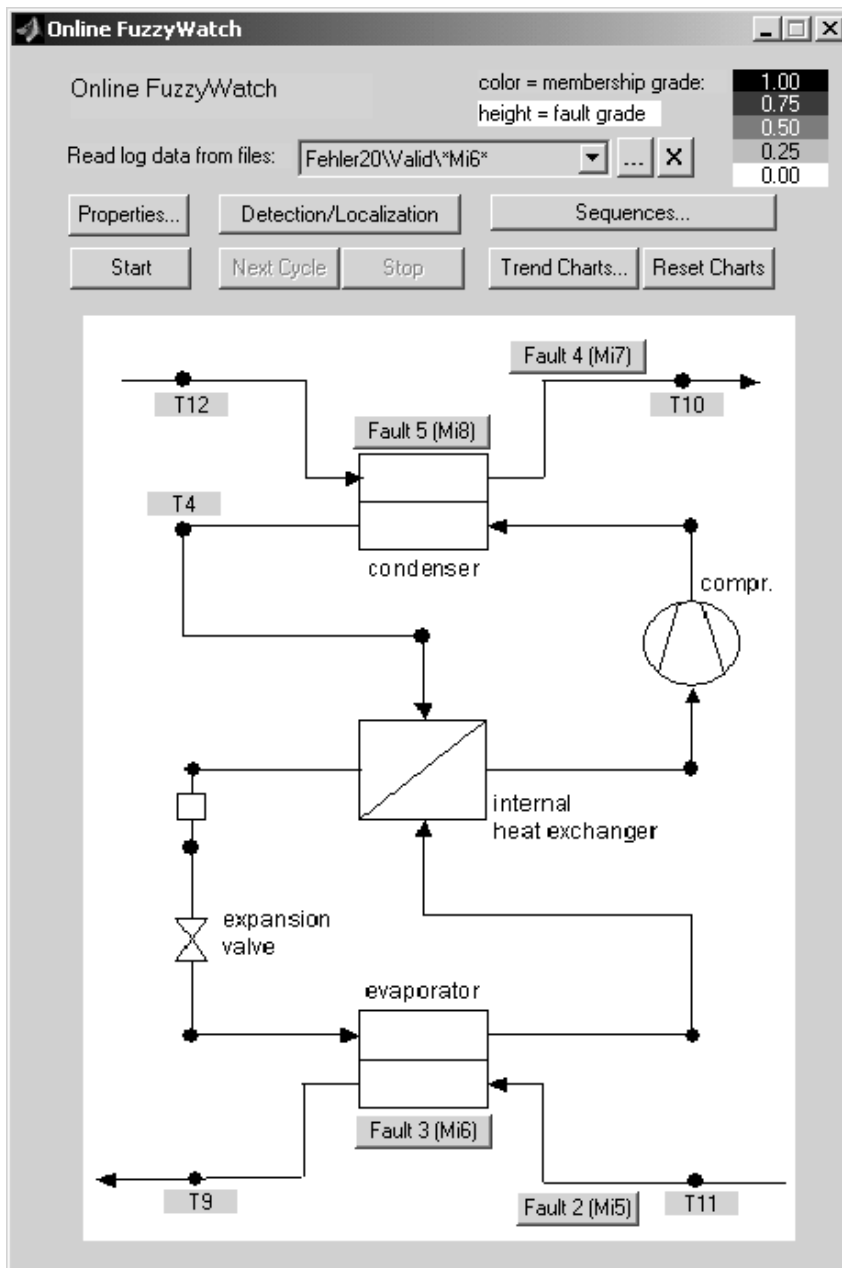 Online FuzzyWatch
Online FuzzyWatch
color = membership grade:
height = fault grade
1.00
0.75
0.50
0.25
0.00
Read log data from files:
Fehler20\Valid\*Mi6*
...
X
Properties...
Detection/Localization
Sequences...
Start
Next Cycle
Stop
Trend Charts...
Reset Charts
Fault 4 (Mi7)
T12
T10
Fault 5 (Mi8)
T4
condenser
compr.
internal
heat exchanger
expansion
valve
evaporator
Fault 3 (Mi6)
T9
Fault 2 (Mi5)
T11